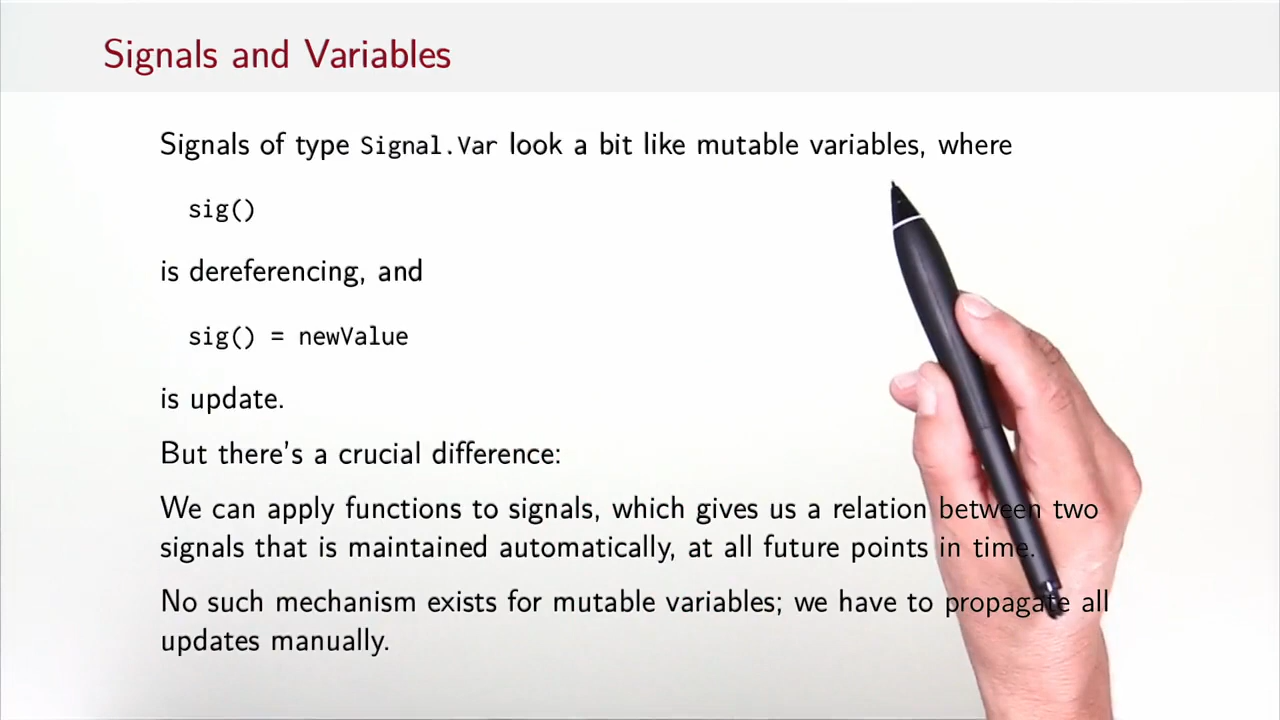 Signals and Variables
Signals of type Signal.Var look a bit like mutable variables, where
sig()
is dereferencing, and
sig() = newValue
is update.
But there's a crucial difference:
We can apply functions to signals, which gives us a relation between two
signals that is maintained automatically, at all future points in time.
No such mechanism exists for mutable variables; we have to propagate all
updates manually.